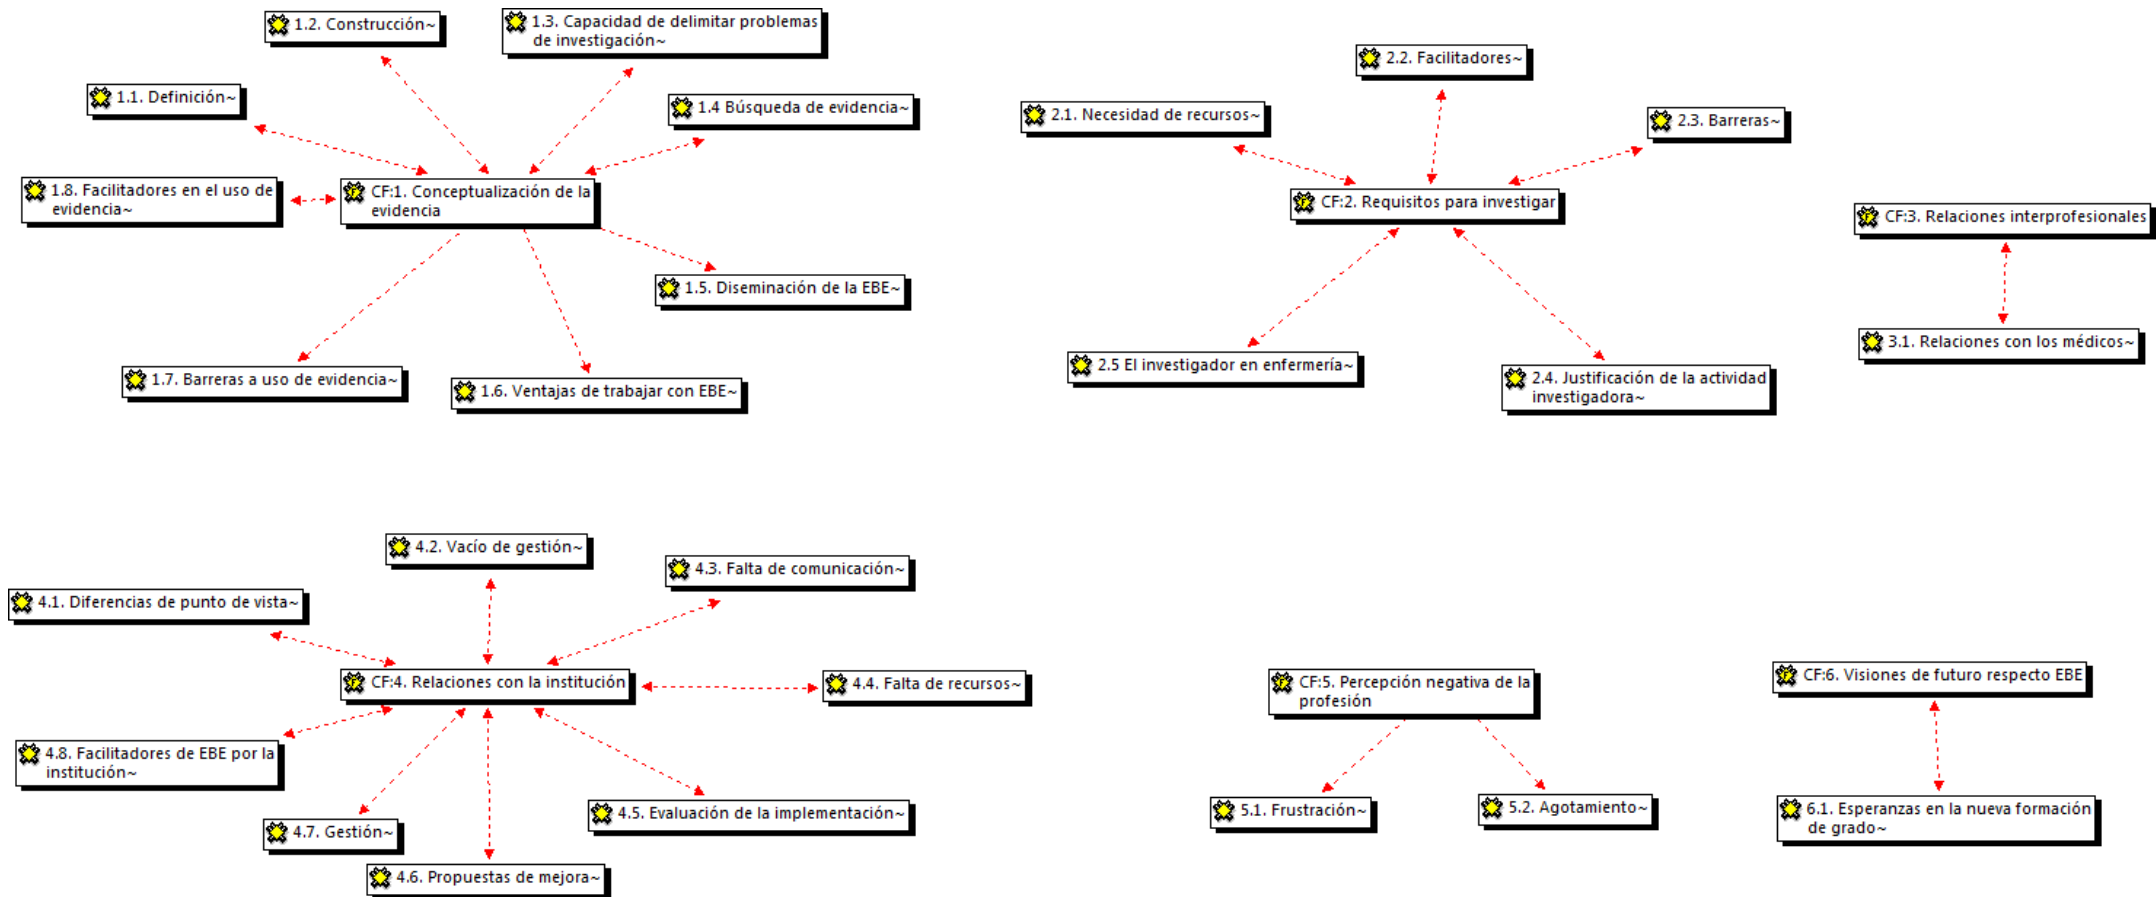 1.2. Construcción~
1.3. Capacidad de delimitar problemas
de investigación~
1.1. Definición~
1.4 Búsqueda de evidencia~
1.8. Facilitadores en el uso de
evidencia~
CF:1. Conceptualización de la
evidencia
1.5. Diseminación de la EBE~
1.7. Barreras a uso de evidencia~
1.6. Ventajas de trabajar con EBE~
2.2. Facilitadores~
2.1. Necesidad de recursos~
2.3. Barreras~
CF:2. Requisitos para investigar
2.5 El investigador en enfermería~
2.4. Justificación de la actividad
investigadora~
CF:3. Relaciones interprofesionales
3.1. Relaciones con los médicos~
4.2. Vacío de gestión~
4.3. Falta de comunicación~
4.1. Diferencias de punto de vista~
CF:4. Relaciones con la institución
4.4. Falta de recursos~
4.8. Facilitadores de EBE por la
institución~
4.5. Evaluación de la implementación~
4.7. Gestión~
4.6. Propuestas de mejora~
CF:5. Percepción negativa de la
profesión
5.1. Frustración~
5.2. Agotamiento~
CF:6. Visiones de futuro respecto EBE
6.1. Esperanzas en la nueva formación
de grado~